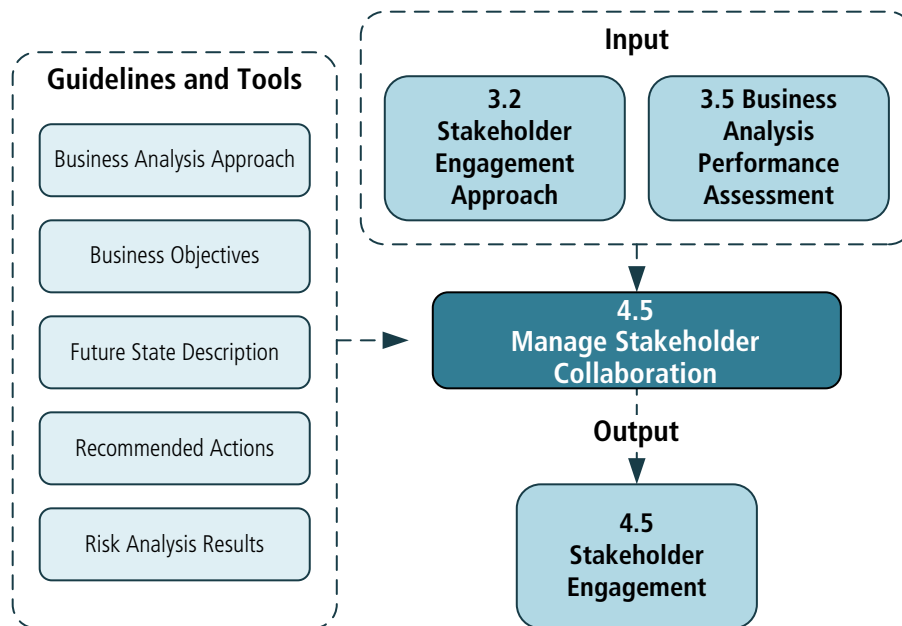 Guidelines and Tools
Business Analysis Approach
Business Objectives
Future State Description
Recommended Actions
Risk Analysis Results
Input
3.2
Stakeholder
Engagement
Approach
3.5 Business
Analysis
Performance
Assessment
4.5
Manage Stakeholder
Collaboration
Output
4.5
Stakeholder
Engagement